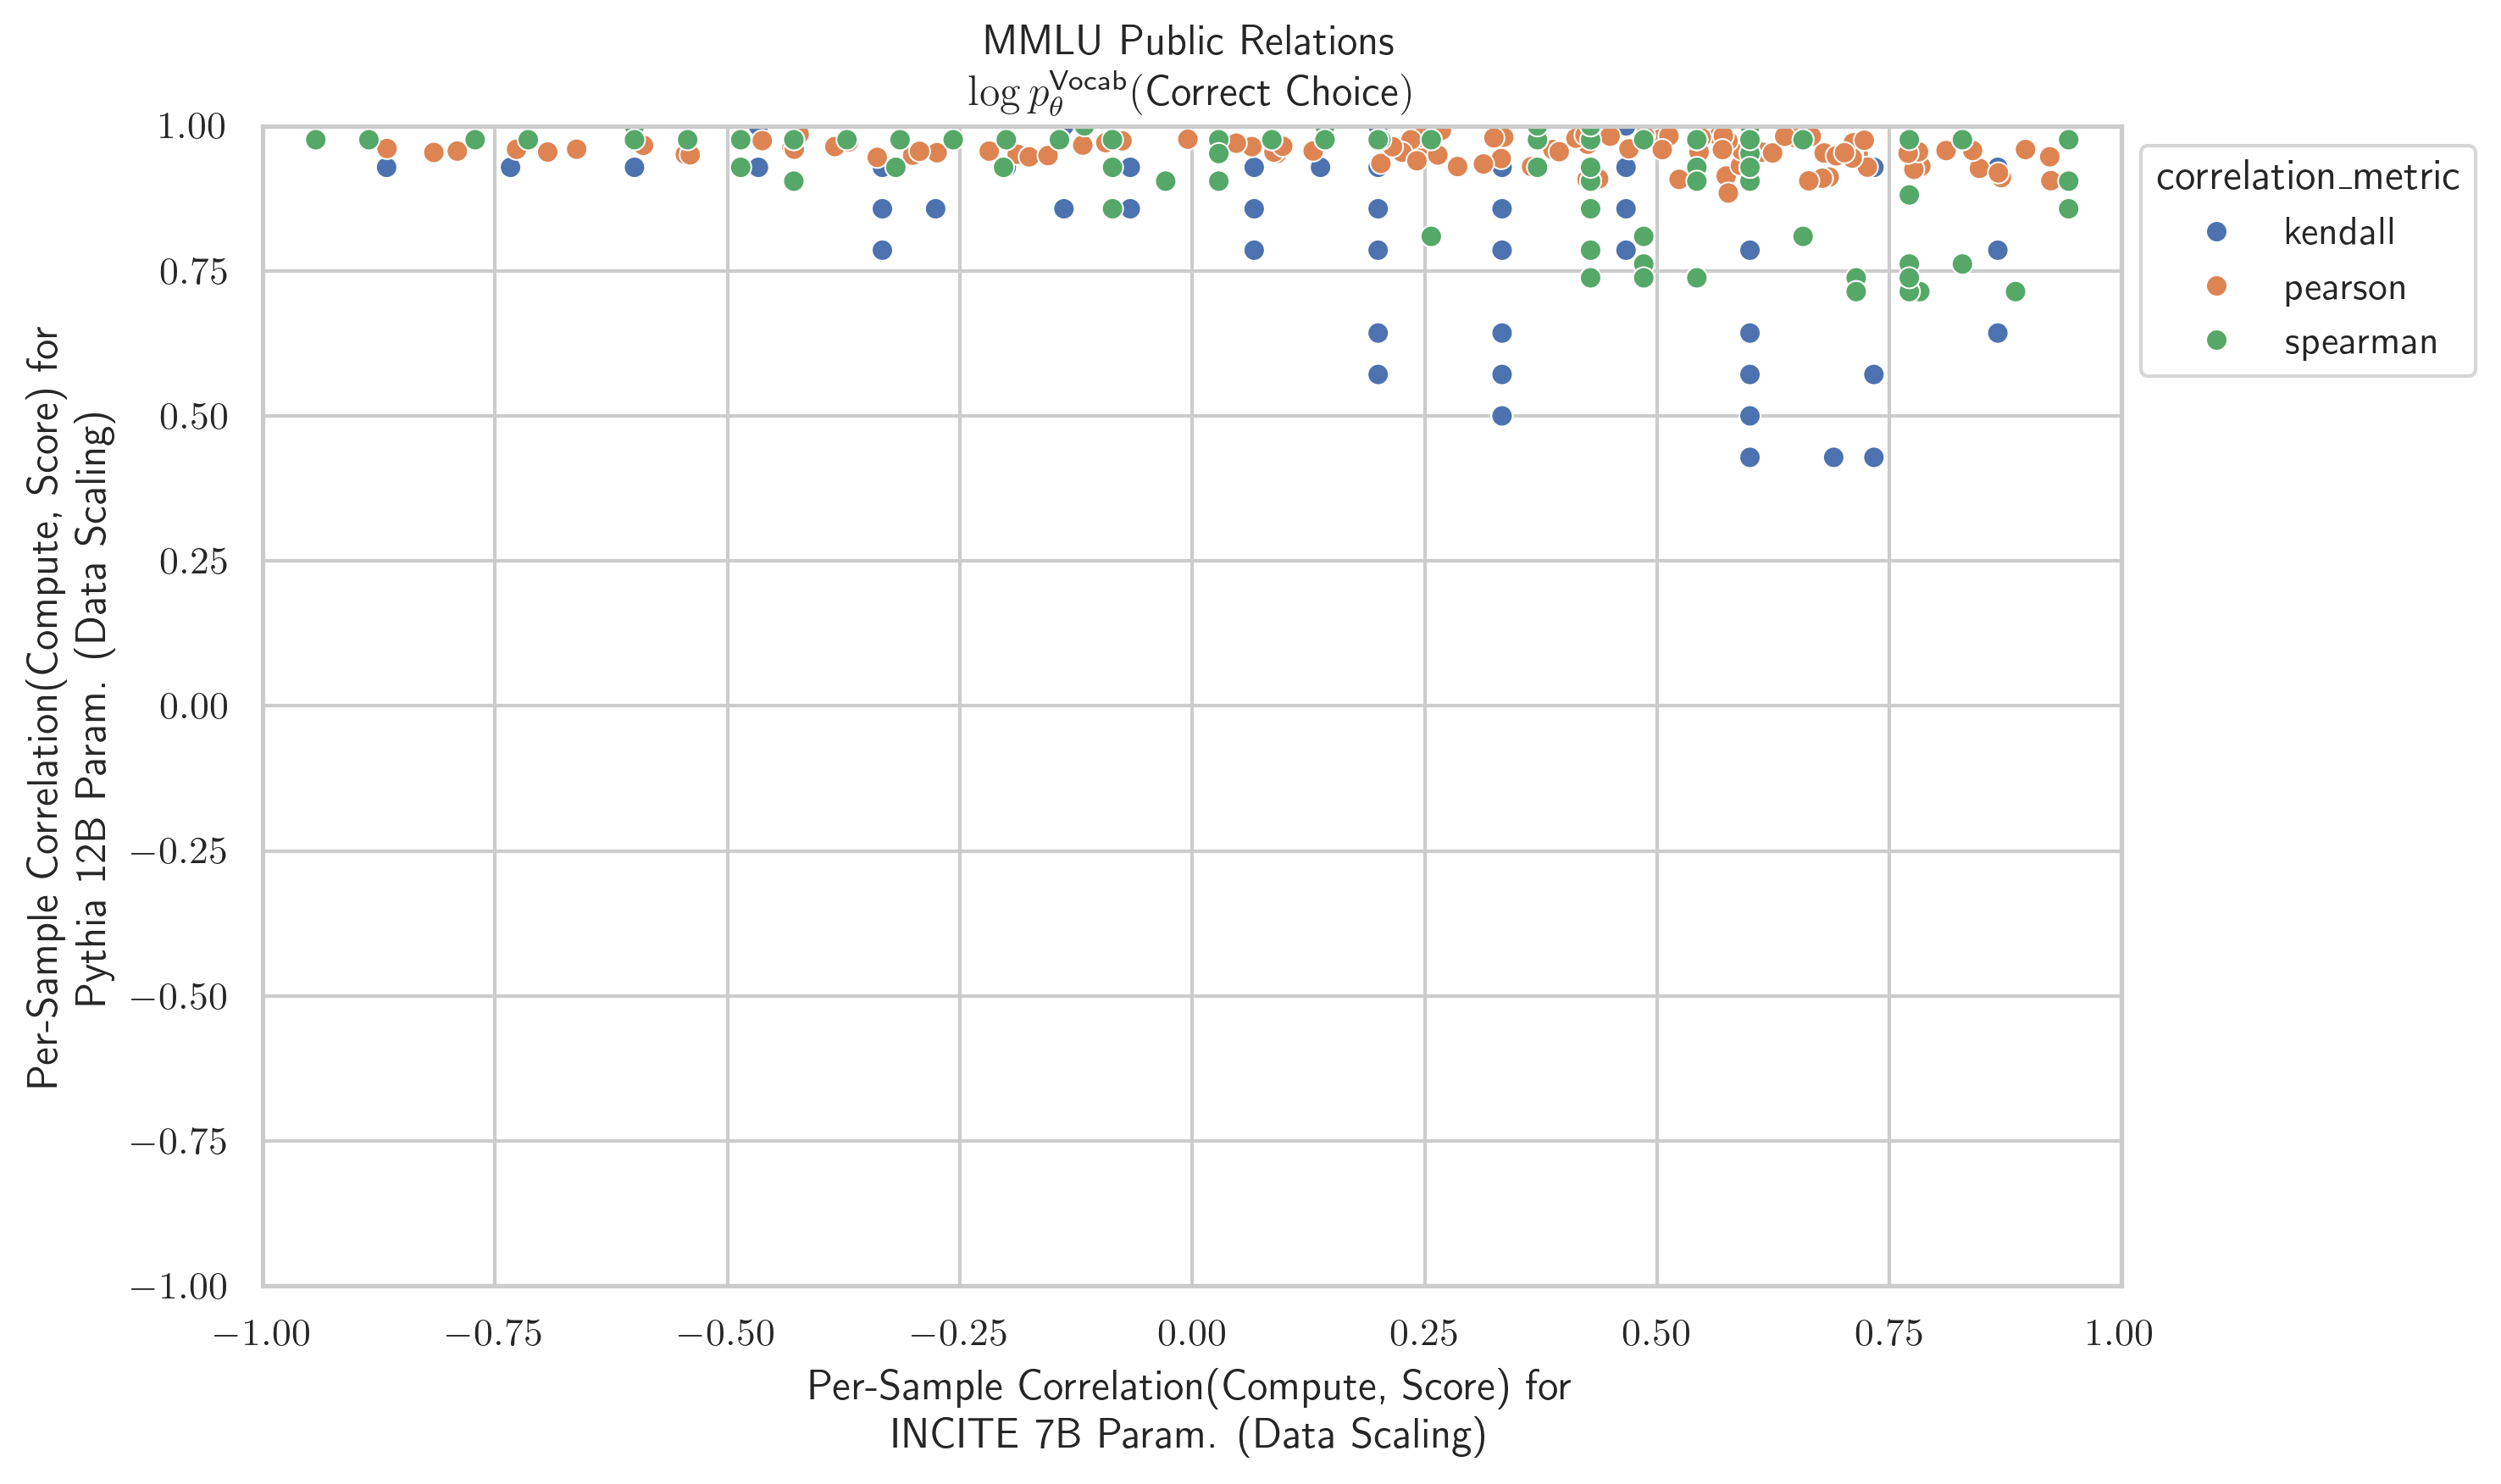 MMLU Public Relations
log p_θ^Vocab(Correct Choice)
1.00
0.75
0.50
0.25
0.00
−0.25
−0.50
−0.75
−1.00
Per-Sample Correlation(Compute, Score) for
Pythia 12B Param. (Data Scaling)
−1.00
−0.75
−0.50
−0.25
0.00
0.25
0.50
0.75
1.00
Per-Sample Correlation(Compute, Score) for
INCITE 7B Param. (Data Scaling)
correlation_metric
kendall
pearson
spearman